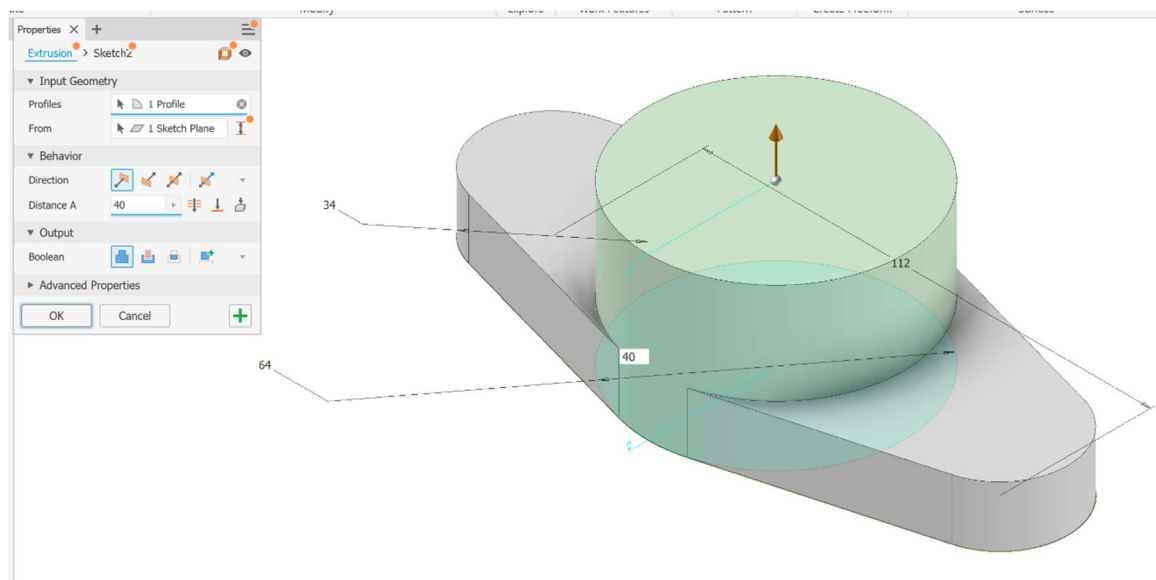 Modify Explore Work Features Pattern Create Freeform Surface
Properties × +
Extrusion > Sketch2
Input Geometry
Profiles 1 Profile
From 1 Sketch Plane
Behavior
Direction
Distance A 40
Output
Boolean
Advanced Properties
OK Cancel +
34
112
40
64